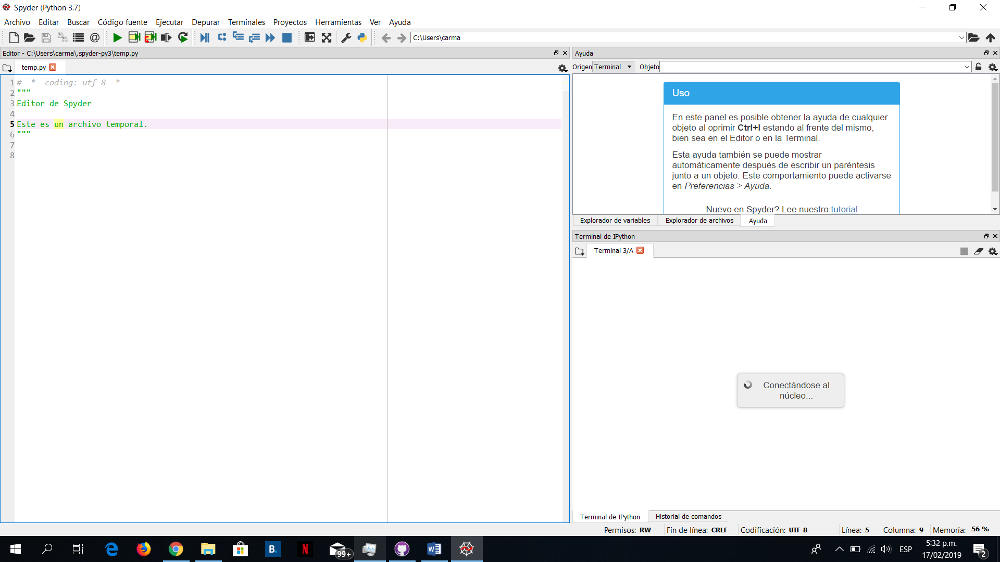 Spyder (Python 3.7)
Archivo Editar Buscar Código fuente Ejecutar Depurar Terminales Proyectos Herramientas Ver Ayuda
C:\Users\carma
Editor - C:\Users\carma\.spyder-py3\temp.py
temp.py
1 # -*- coding: utf-8 -*-
2 """
3 Editor de Spyder
4
5 Este es un archivo temporal.
6 """
7
8
Ayuda
Origen Terminal Objeto
Uso
En este panel es posible obtener la ayuda de cualquier
objeto al oprimir Ctrl+I estando al frente del mismo,
bien sea en el Editor o en la Terminal.
Esta ayuda también se puede mostrar
automáticamente después de escribir un paréntesis
junto a un objeto. Este comportamiento puede activarse
en Preferencias > Ayuda.
Nuevo en Spyder? Lee nuestro tutorial
Explorador de variables Explorador de archivos Ayuda
Terminal de IPython
Terminal 3/A
Conectándose al
núcleo...
Terminal de IPython Historial de comandos
Permisos: RW Fin de línea: CRLF Codificación: UTF-8 Línea: 5 Columna: 9 Memoria: 56 %
B. N 99+ ESP
5:32 p.m.
17/02/2019
2